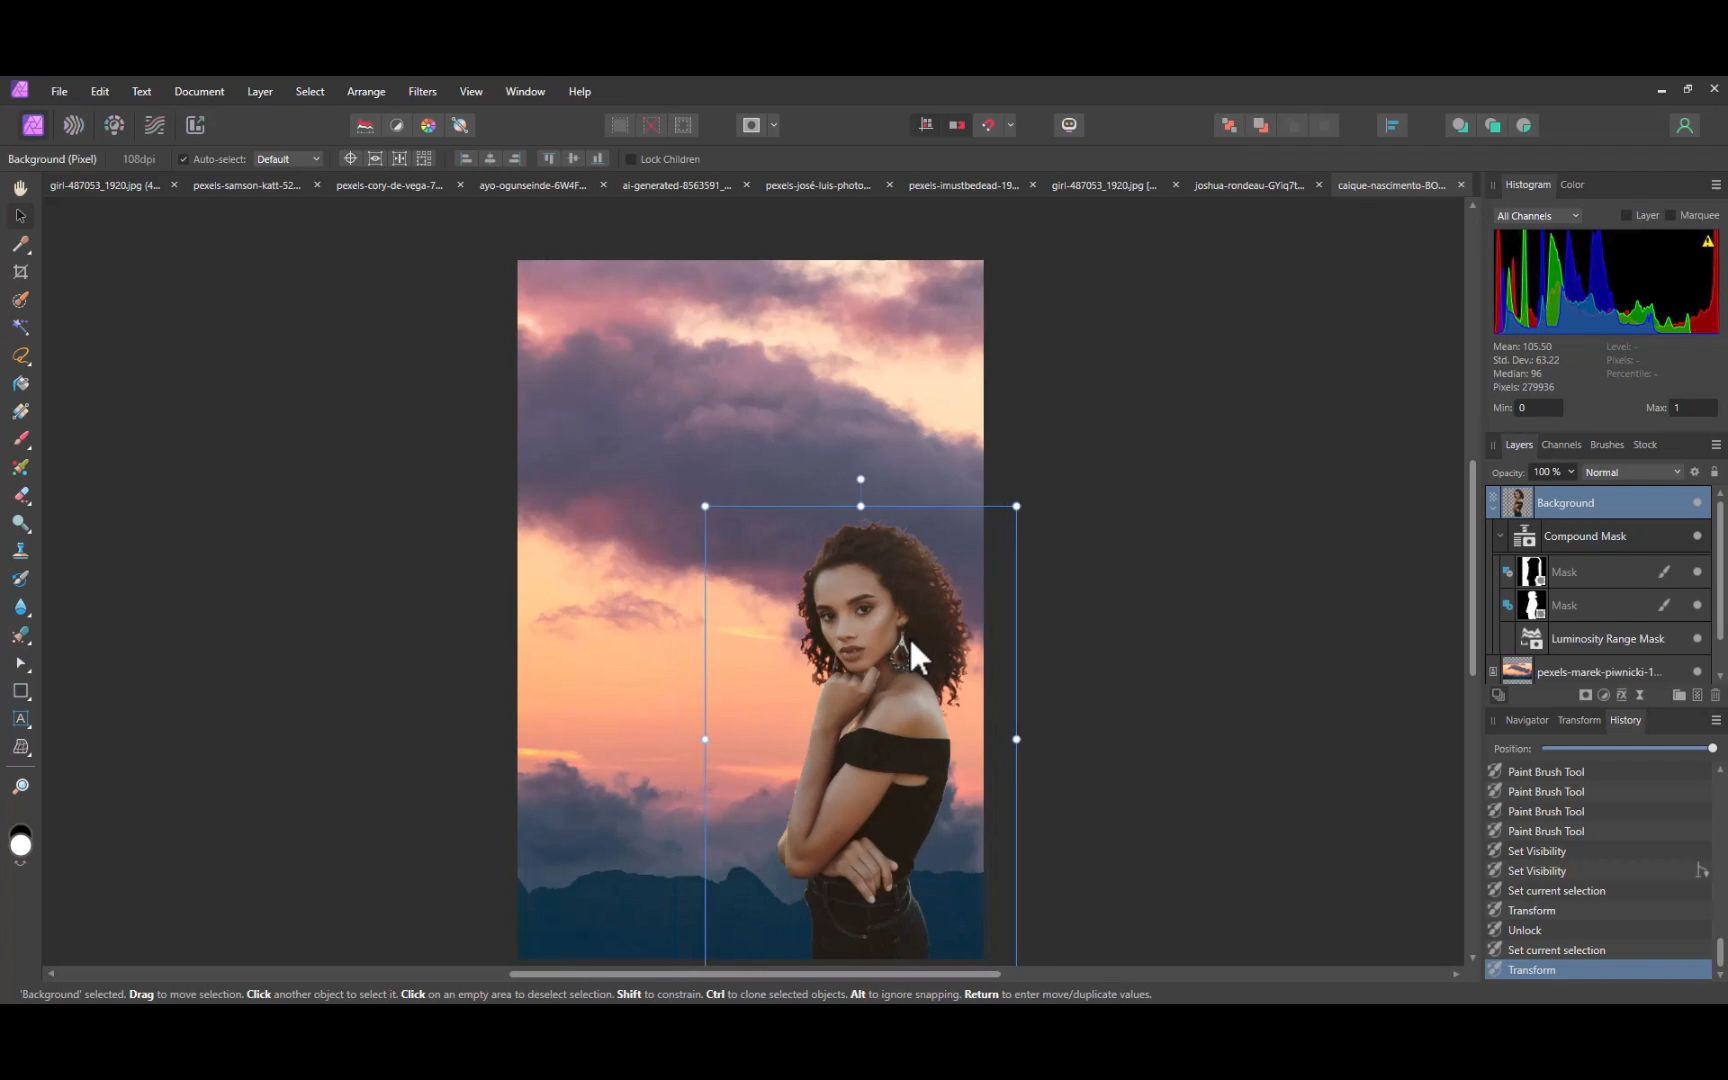 File Edit Text Document Layer Select Arrange Filters View Window Help
Background (Pixel) 108dpi Auto-select: Default Lock Children
girl-487053_1920.jpg (4... pexels-samson-katt-52... pexels-cory-de-vega-7... ayo-ogunseinde-6W4F... ai-generated-8563591_... pexels-josé-luis-photo... pexels-imustbedead-19... girl-487053_1920.jpg [... joshua-rondeau-GYiq7t... caique-nascimento-BO...
Histogram Color
All Channels Layer Marquee
Mean: 105.50 Level: -
Std. Dev.: 63.22 Pixels: -
Median: 96 Percentile: -
Pixels: 279936
Min: 0 Max: 1
Layers Channels Brushes Stock
Opacity: 100 % Normal
Background
Compound Mask
Mask
Mask
Luminosity Range Mask
pexels-marek-piwnicki-1...
Navigator Transform History
Position:
Paint Brush Tool
Paint Brush Tool
Paint Brush Tool
Paint Brush Tool
Set Visibility
Set Visibility
Set current selection
Transform
Unlock
Set current selection
Transform
'Background' selected. Drag to move selection. Click another object to select it. Click on an empty area to deselect selection. Shift to constrain. Ctrl to clone selected objects. Alt to ignore snapping. Return to enter move/duplicate values.